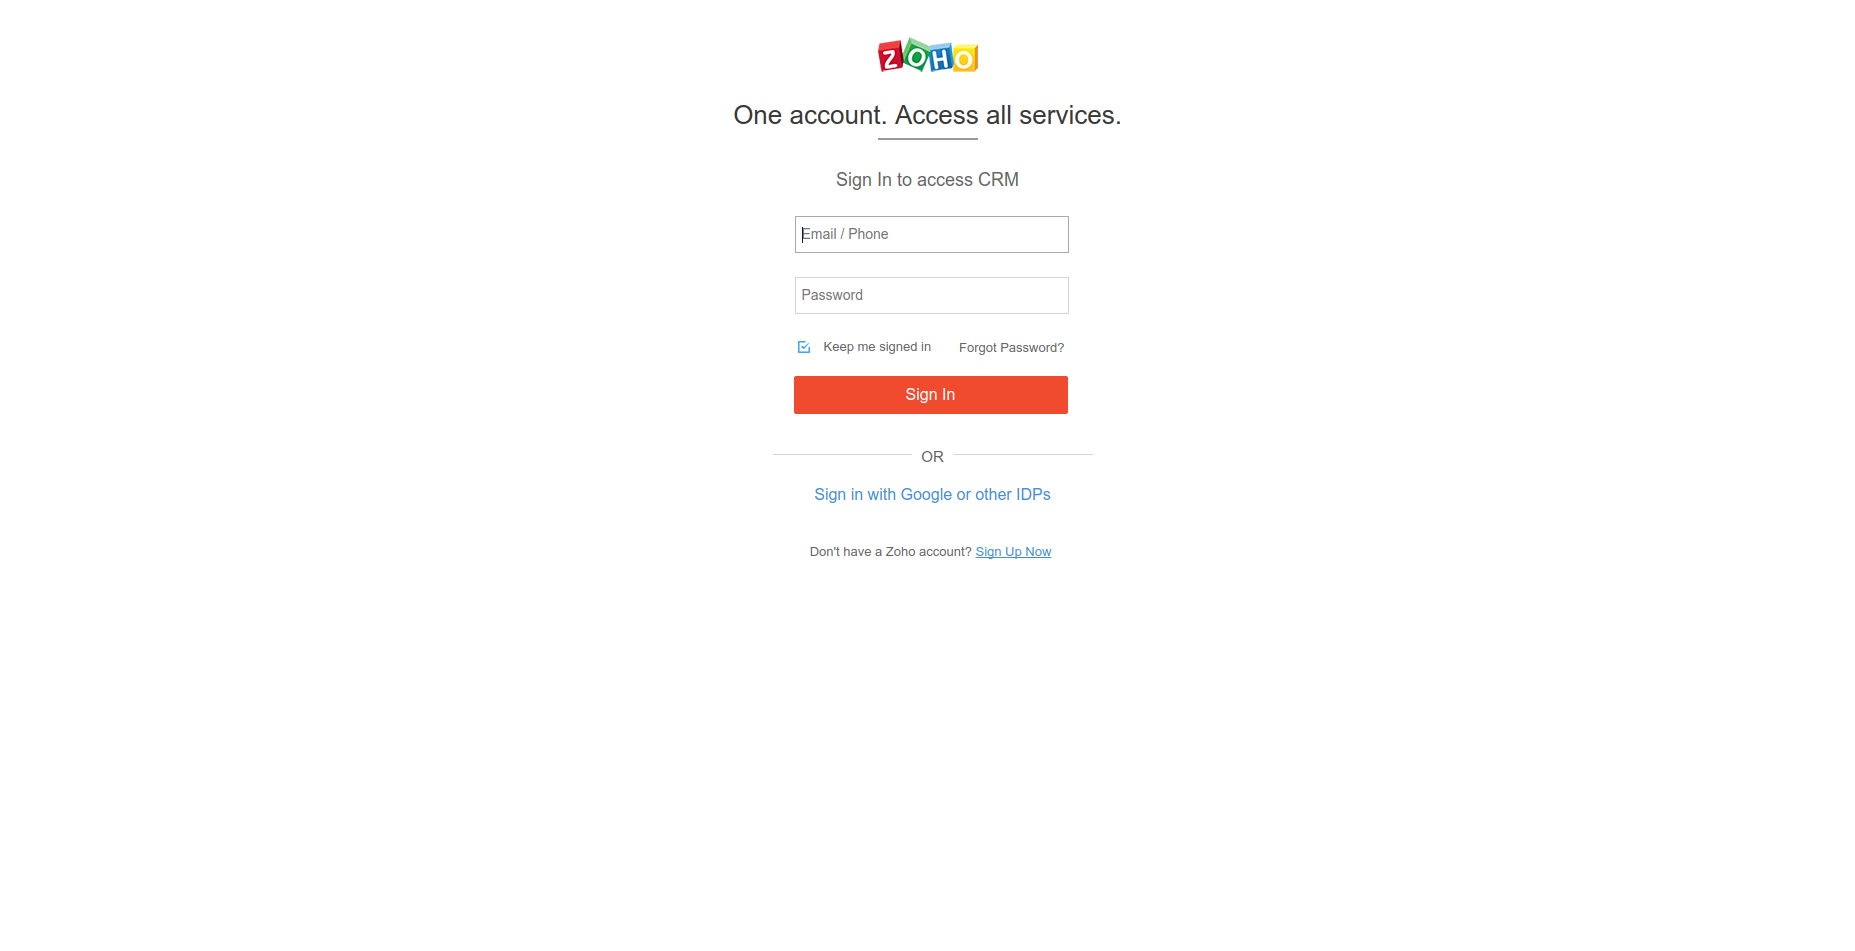 ZOHO
One account. Access all services.
Sign In to access CRM
Email / Phone
Password
Keep me signed in Forgot Password?
Sign In
OR
Sign in with Google or other IDPs
Don't have a Zoho account? Sign Up Now